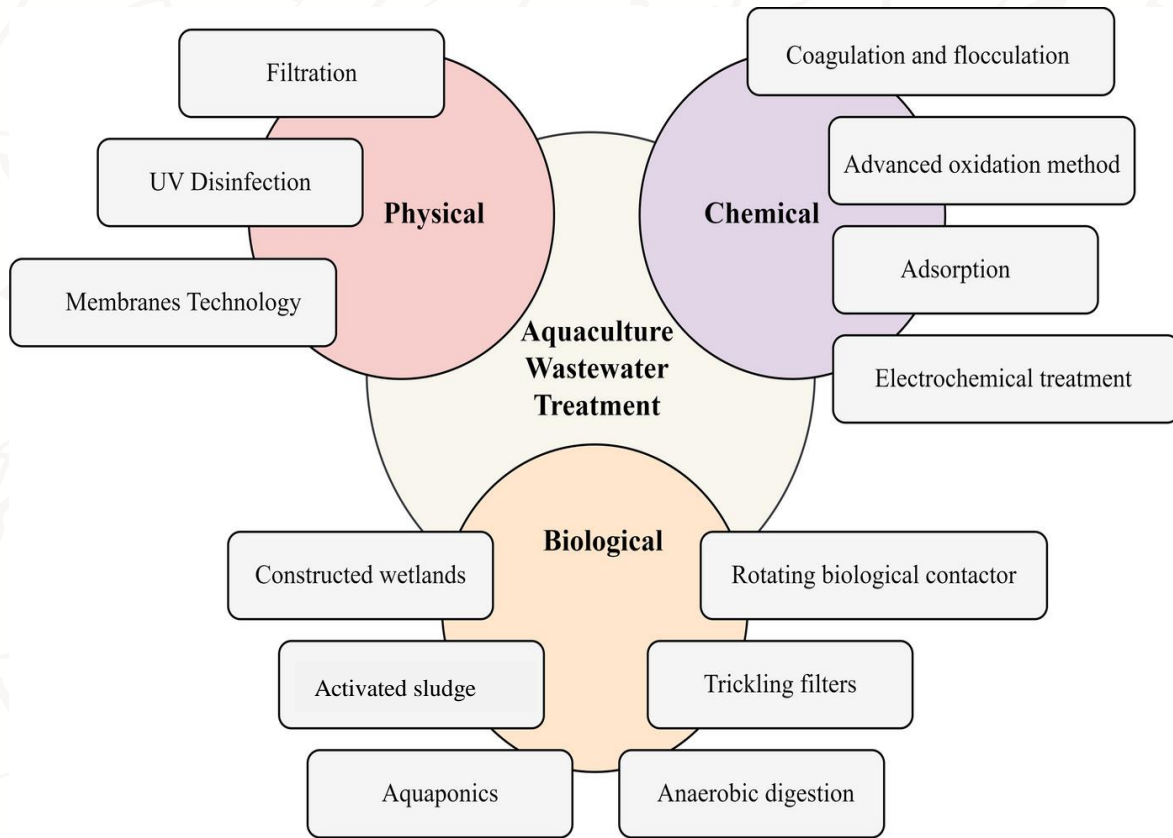 Filtration
UV Disinfection
Membranes Technology
Physical
Coagulation and flocculation
Advanced oxidation method
Adsorption
Electrochemical treatment
Chemical
Aquaculture
Wastewater
Treatment
Biological
Constructed wetlands
Activated sludge
Aquaponics
Rotating biological contactor
Trickling filters
Anaerobic digestion